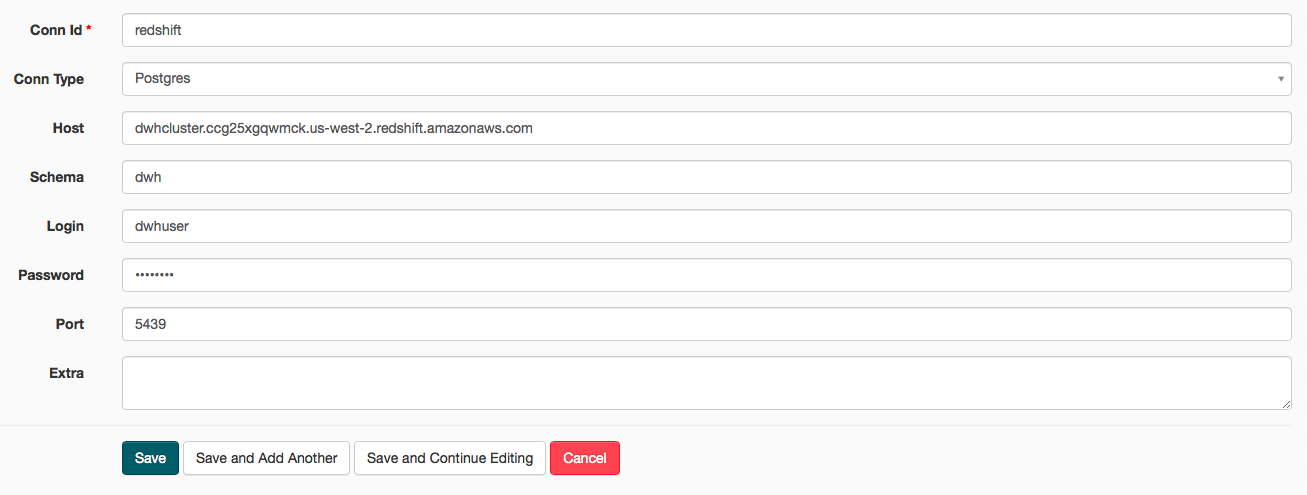 Conn Id * redshift
Conn Type Postgres
Host dwhcluster.ccg25xgqwmck.us-west-2.redshift.amazonaws.com
Schema dwh
Login dwhuser
Password ••••••••
Port 5439
Extra
Save Save and Add Another Save and Continue Editing Cancel